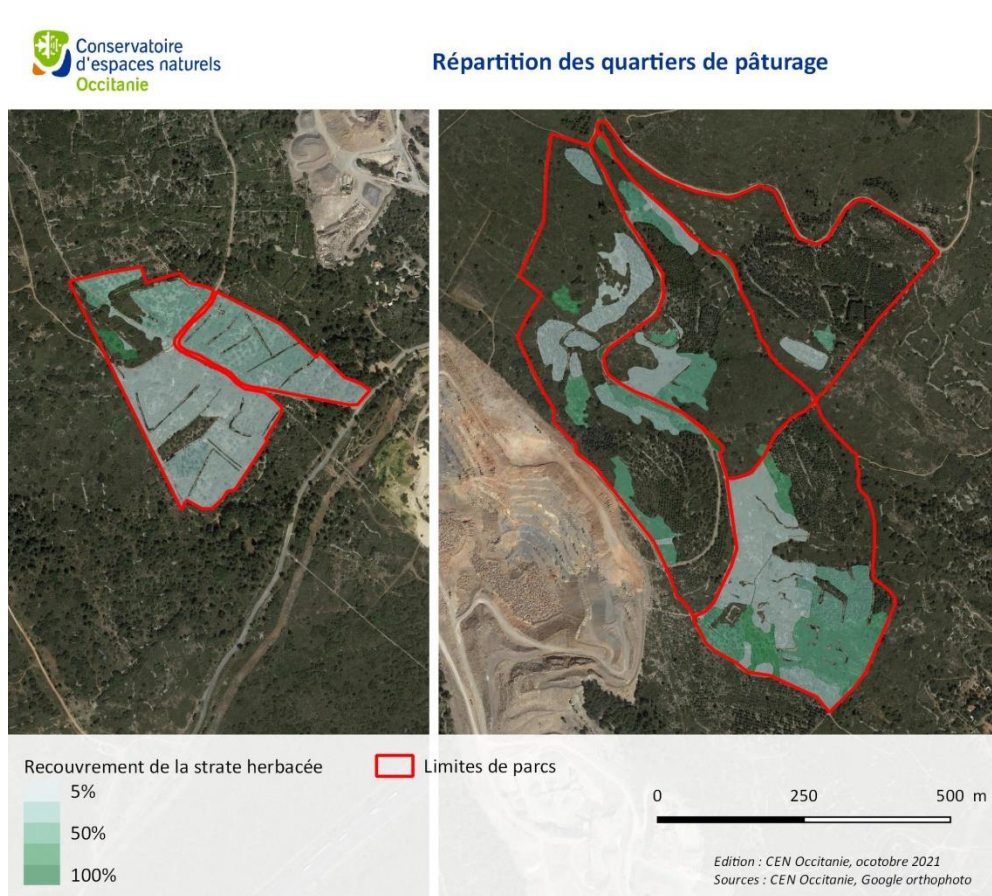 Conservatoire
d'espaces naturels
Occitanie
Répartition des quartiers de pâturage
Recouvrement de la strate herbacée
5%
50%
100%
Limites de parcs
0 250 500 m
Edition : CEN Occitanie, ocotobre 2021
Sources : CEN Occitanie, Google orthophoto